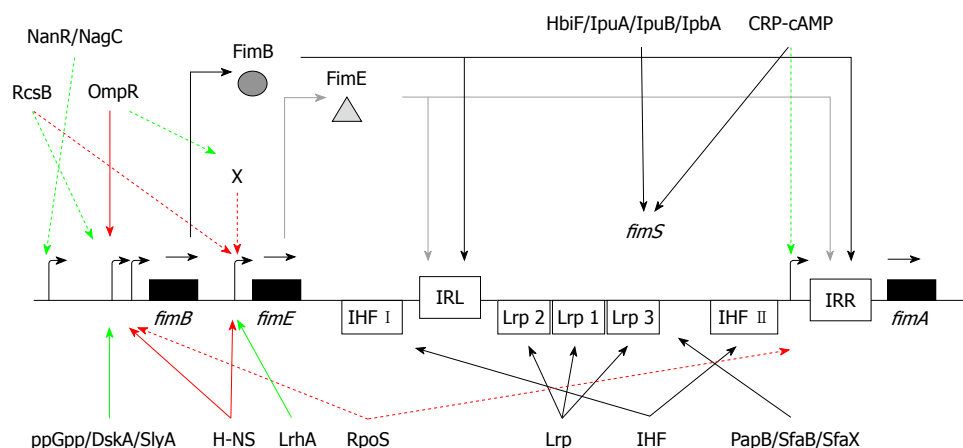 HbiF/IpuA/IpuB/IpbA
CRP-cAMP
NanR/NagC
FimB
FimE
RcsB
OmpR
X
fimS
IRL
IRR
fimB
fimE
IHF I
Lrp 2
Lrp 1
Lrp 3
IHF II
fimA
ppGpp/DskA/SlyA
H-NS
LrhA
RpoS
Lrp
IHF
PapB/SfaB/SfaX